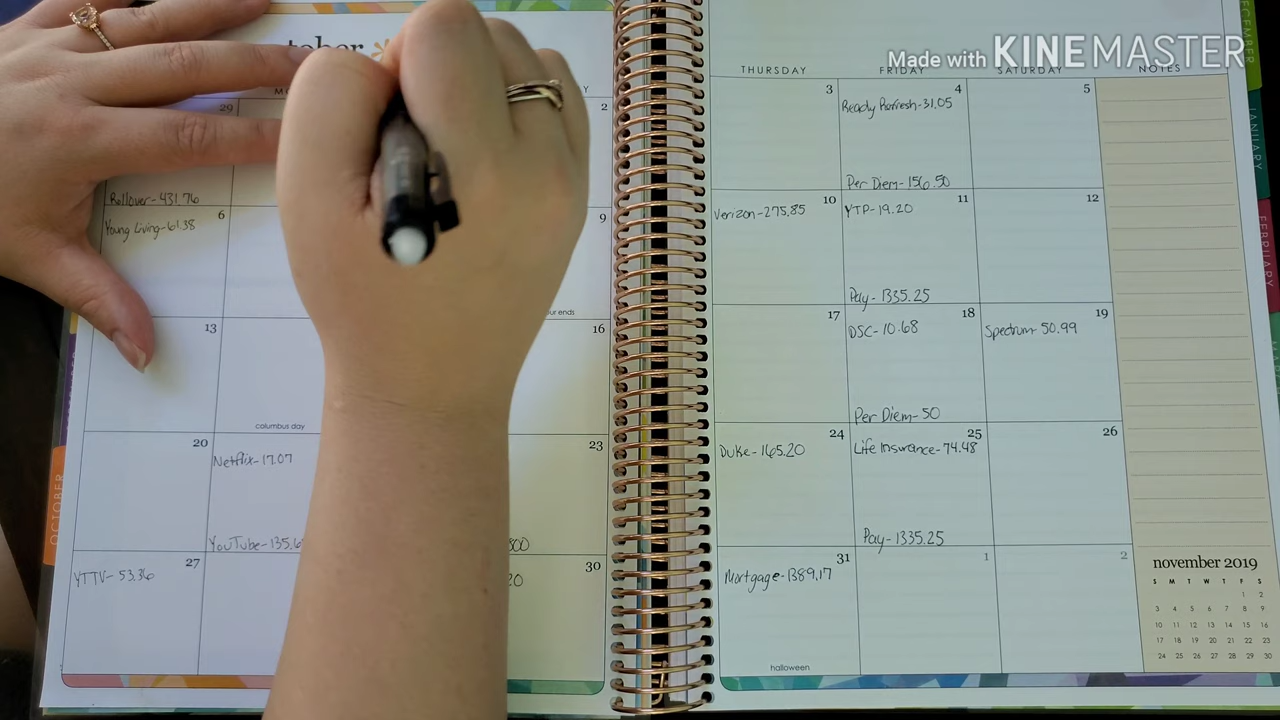 Made with KINEMASTER
tober
THURSDAY FRIDAY SATURDAY NOTES
29
2
3
4
5
Ready Refresh-31.05
Rollover-431.76
Per Diem-156.50
6
Young Living-61.38
9
our ends
10
Verizon-275.85
11
YTP-19.20
Pay-1335.25
12
13
columbus day
16
17
18
DSC-10.68
Per Diem-50
19
Spectrum-50.99
20
Netflix-17.07
YouTube-135.6
23
800
24
Duke-165.20
25
Life Insurance-74.48
Pay-1335.25
26
27
YTTV-53.36
30
20
31
Mortgage-1389.17
halloween
1
2
november 2019
S M T W T F S
1 2
3 4 5 6 7 8 9
10 11 12 13 14 15 16
17 18 19 20 21 22 23
24 25 26 27 28 29 30
OCTOBER
DECEMBER
JANUARY
FEBRUARY